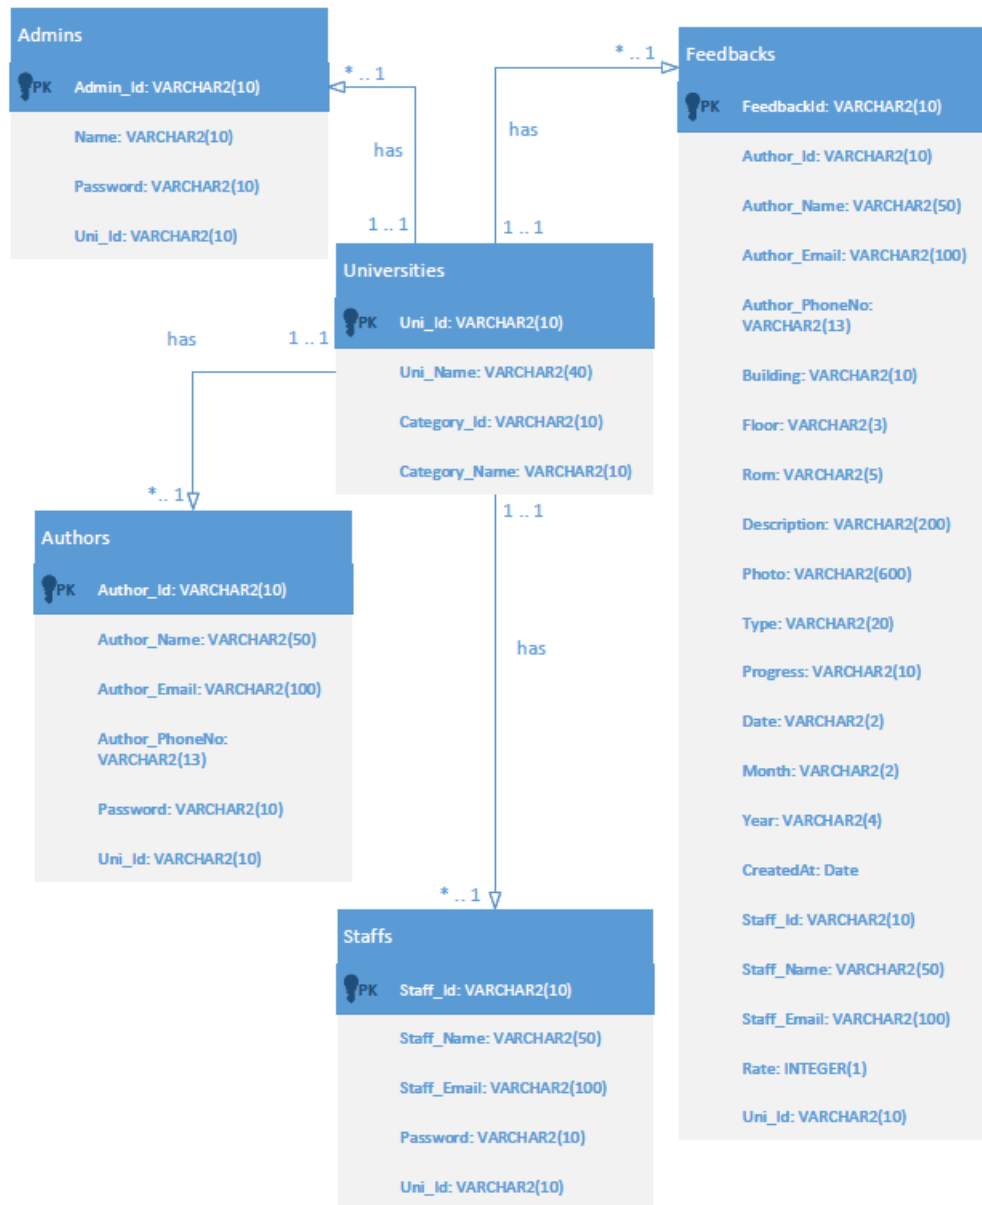 Admins
PK Admin_Id: VARCHAR2(10)
Name: VARCHAR2(10)
Password: VARCHAR2(10)
Uni_Id: VARCHAR2(10)
* .. 1
has
1 .. 1
* .. 1
has
1 .. 1
Feedbacks
PK FeedbackId: VARCHAR2(10)
Author_Id: VARCHAR2(10)
Author_Name: VARCHAR2(50)
Author_Email: VARCHAR2(100)
Author_PhoneNo:
VARCHAR2(13)
Building: VARCHAR2(10)
Floor: VARCHAR2(3)
Rom: VARCHAR2(5)
Description: VARCHAR2(200)
Photo: VARCHAR2(600)
Type: VARCHAR2(20)
Progress: VARCHAR2(10)
Date: VARCHAR2(2)
Month: VARCHAR2(2)
Year: VARCHAR2(4)
CreatedAt: Date
Staff_Id: VARCHAR2(10)
Staff_Name: VARCHAR2(50)
Staff_Email: VARCHAR2(100)
Rate: INTEGER(1)
Uni_Id: VARCHAR2(10)
Universities
PK Uni_Id: VARCHAR2(10)
Uni_Name: VARCHAR2(40)
Category_Id: VARCHAR2(10)
Category_Name: VARCHAR2(10)
has
1 .. 1
*.. 1
Authors
PK Author_Id: VARCHAR2(10)
Author_Name: VARCHAR2(50)
Author_Email: VARCHAR2(100)
Author_PhoneNo:
VARCHAR2(13)
Password: VARCHAR2(10)
Uni_Id: VARCHAR2(10)
1 .. 1
has
* .. 1
Staffs
PK Staff_Id: VARCHAR2(10)
Staff_Name: VARCHAR2(50)
Staff_Email: VARCHAR2(100)
Password: VARCHAR2(10)
Uni_Id: VARCHAR2(10)